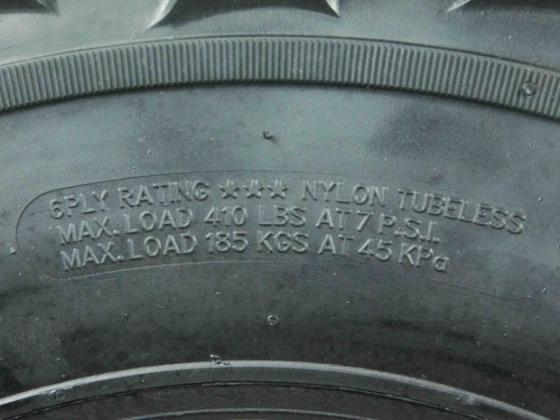 6PLY RATING ★★★ NYLON TUBELESS
MAX. LOAD 410 LBS AT 7 P.S.I.
MAX. LOAD 185 KGS AT 45 KPa